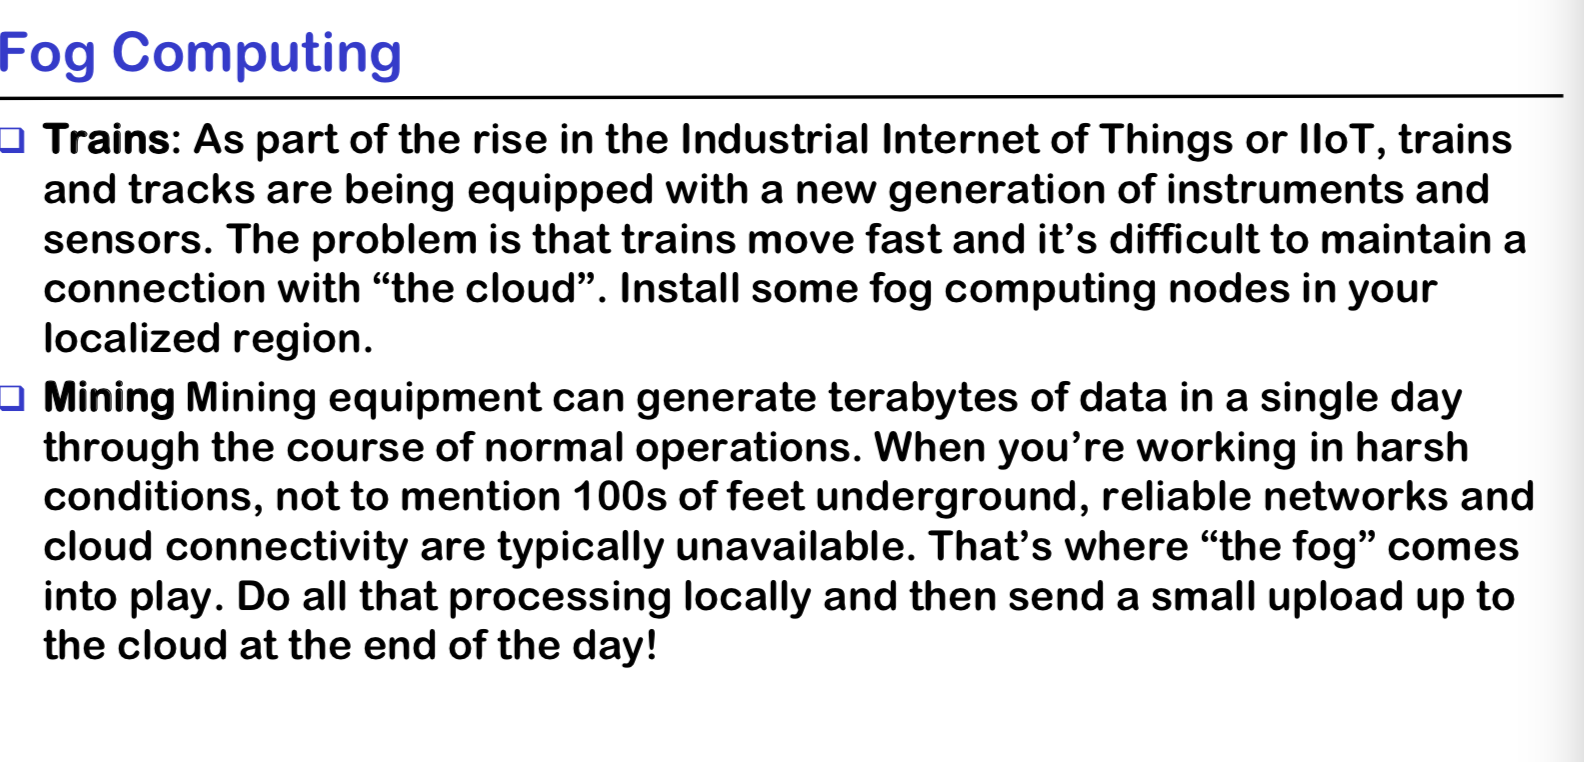 Fog Computing
Trains: As part of the rise in the Industrial Internet of Things or IIoT, trains
and tracks are being equipped with a new generation of instruments and
sensors. The problem is that trains move fast and it’s difficult to maintain a
connection with “the cloud”. Install some fog computing nodes in your
localized region.
Mining Mining equipment can generate terabytes of data in a single day
through the course of normal operations. When you’re working in harsh
conditions, not to mention 100s of feet underground, reliable networks and
cloud connectivity are typically unavailable. That’s where “the fog” comes
into play. Do all that processing locally and then send a small upload up to
the cloud at the end of the day!